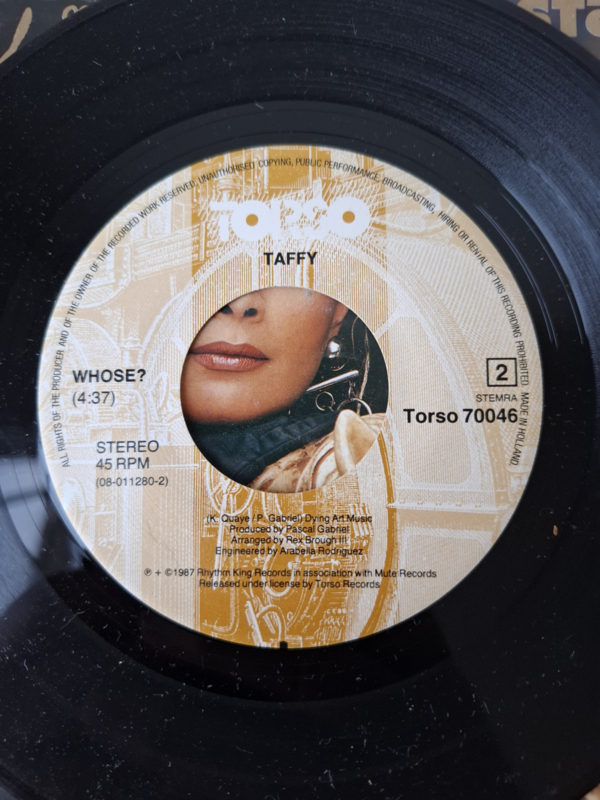 ALL RIGHTS OF THE PRODUCER AND OF THE OWNER OF THE RECORDED WORK RESERVED, UNAUTHORISED COPYING, PUBLIC PERFORMANCE, BROADCASTING, HIRING OR RENTAL OF THIS RECORDING PROHIBITED. MADE IN HOLLAND.
TORSO
TAFFY
WHOSE?
(4:37)
2
STEMRA
Torso 70046
STEREO
45 RPM
(08-011280-2)
(K. Quaye / P. Gabriel) Dying Art Music
Produced by Pascal Gabriel
Arranged by Rex Brough III
Engineered by Arabella Rodriguez
℗ + ©1987 Rhythm King Records in association with Mute Records
Released under license by Torso Records.